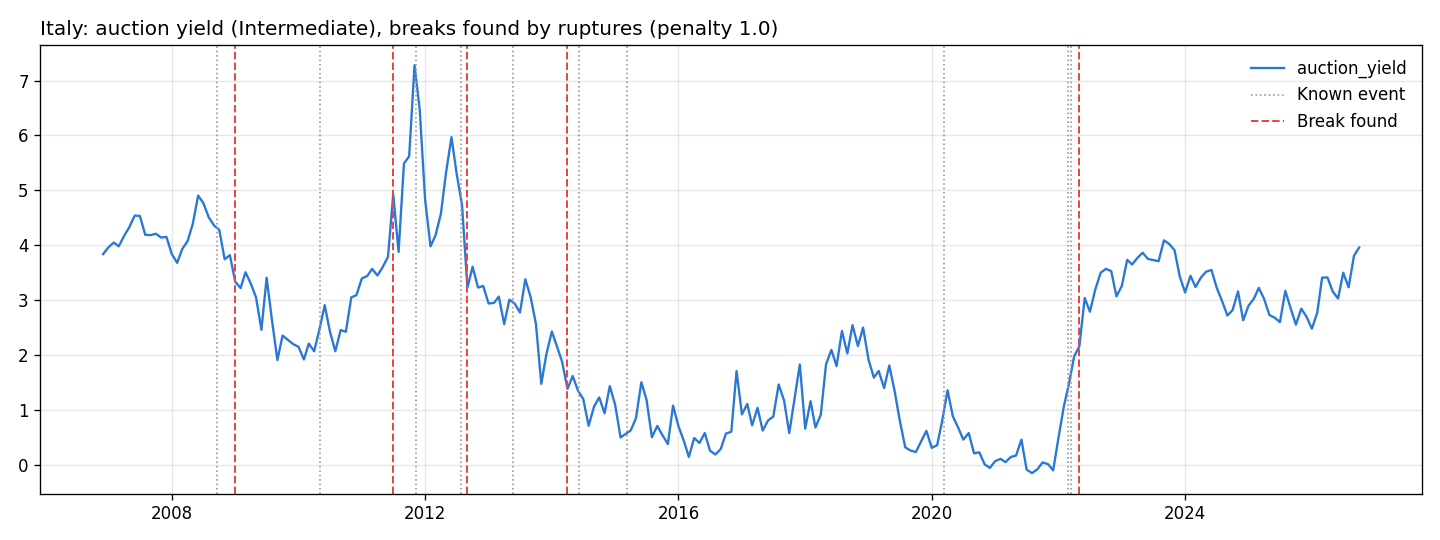 Italy: auction yield (Intermediate), breaks found by ruptures (penalty 1.0)
auction_yield
Known event
Break found
7
6
5
4
3
2
1
0
2008 2012 2016 2020 2024